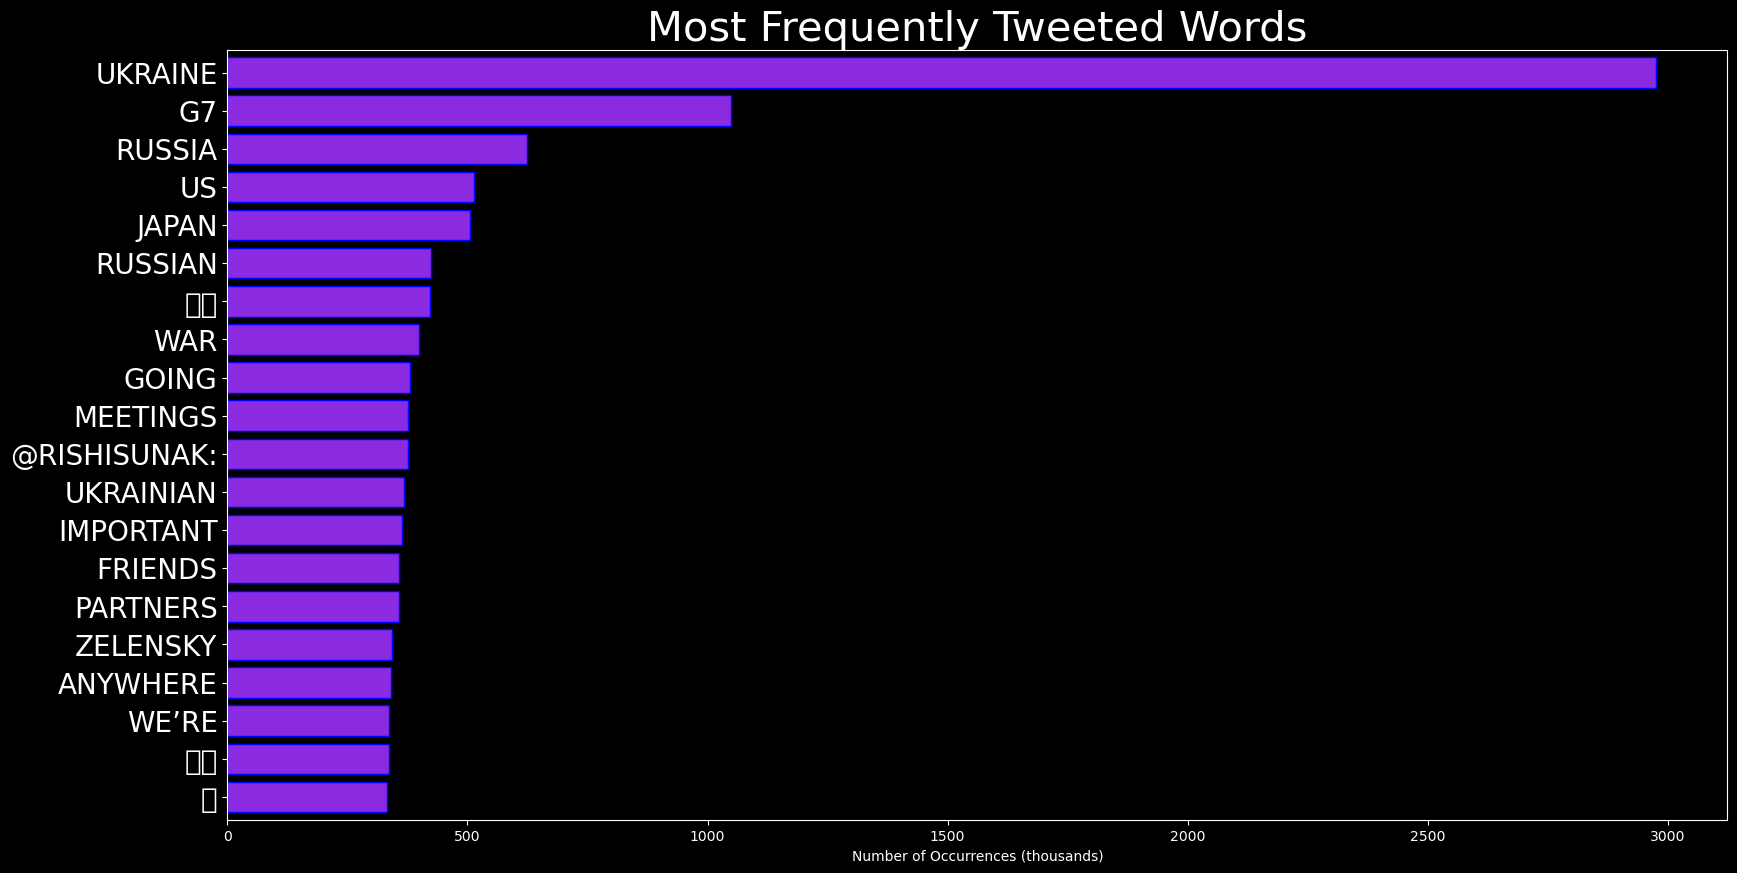 Most Frequently Tweeted Words
UKRAINE
G7
RUSSIA
US
JAPAN
RUSSIAN
WAR
GOING
MEETINGS
@RISHISUNAK:
UKRAINIAN
IMPORTANT
FRIENDS
PARTNERS
ZELENSKY
ANYWHERE
WE’RE
0 500 1000 1500 2000 2500 3000
Number of Occurrences (thousands)